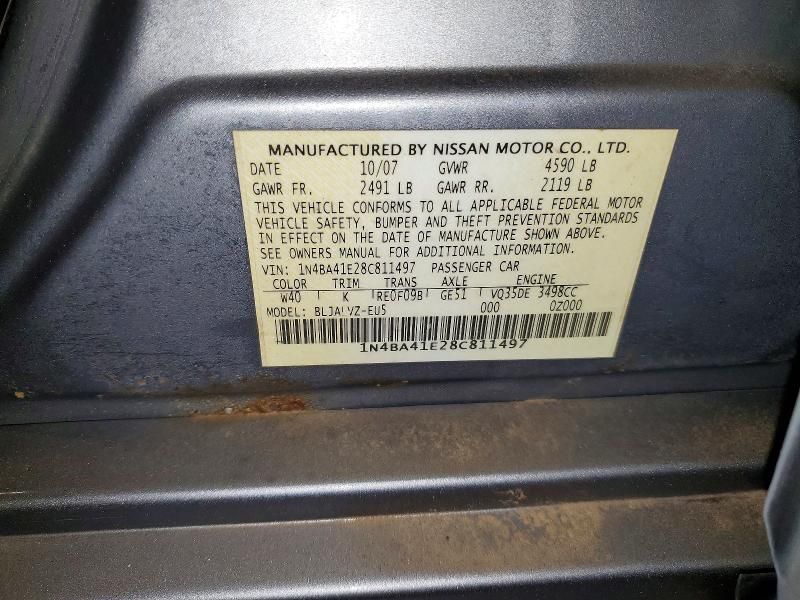 MANUFACTURED BY NISSAN MOTOR CO., LTD.
DATE 10/07 GVWR 4590 LB
GAWR FR. 2491 LB GAWR RR. 2119 LB
THIS VEHICLE CONFORMS TO ALL APPLICABLE FEDERAL MOTOR
VEHICLE SAFETY, BUMPER AND THEFT PREVENTION STANDARDS
IN EFFECT ON THE DATE OF MANUFACTURE SHOWN ABOVE.
SEE OWNERS MANUAL FOR ADDITIONAL INFORMATION.
VIN: 1N4BA41E28C811497 PASSENGER CAR
COLOR TRIM TRANS AXLE ENGINE
W40 K RE0F09B GE51 VQ35DE 3498CC
MODEL: 000 0Z000
1N4BA41E28C811497